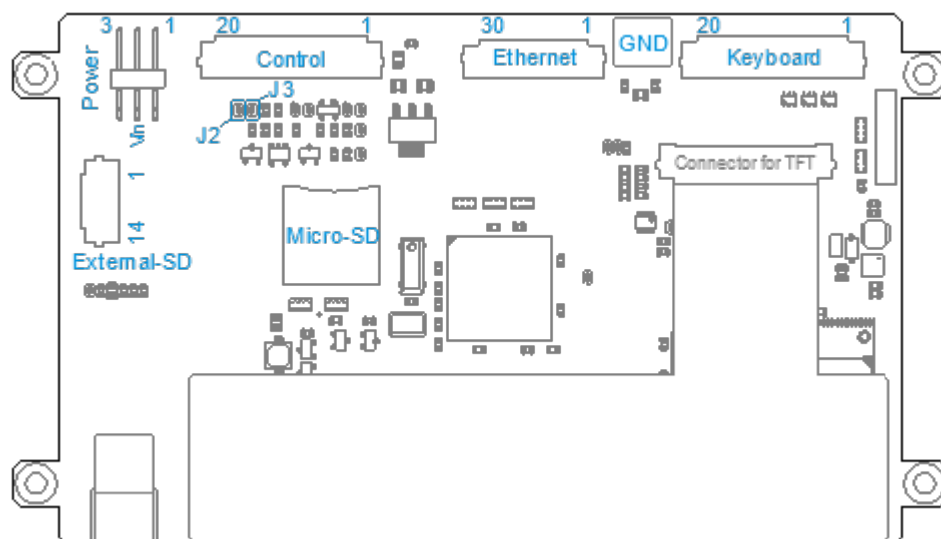 3 1
20 1
30 1
20 1
Power
Control
Ethernet
GND
Keyboard
J3
J2
Vin
1
14
External-SD
Micro-SD
Connector for TFT